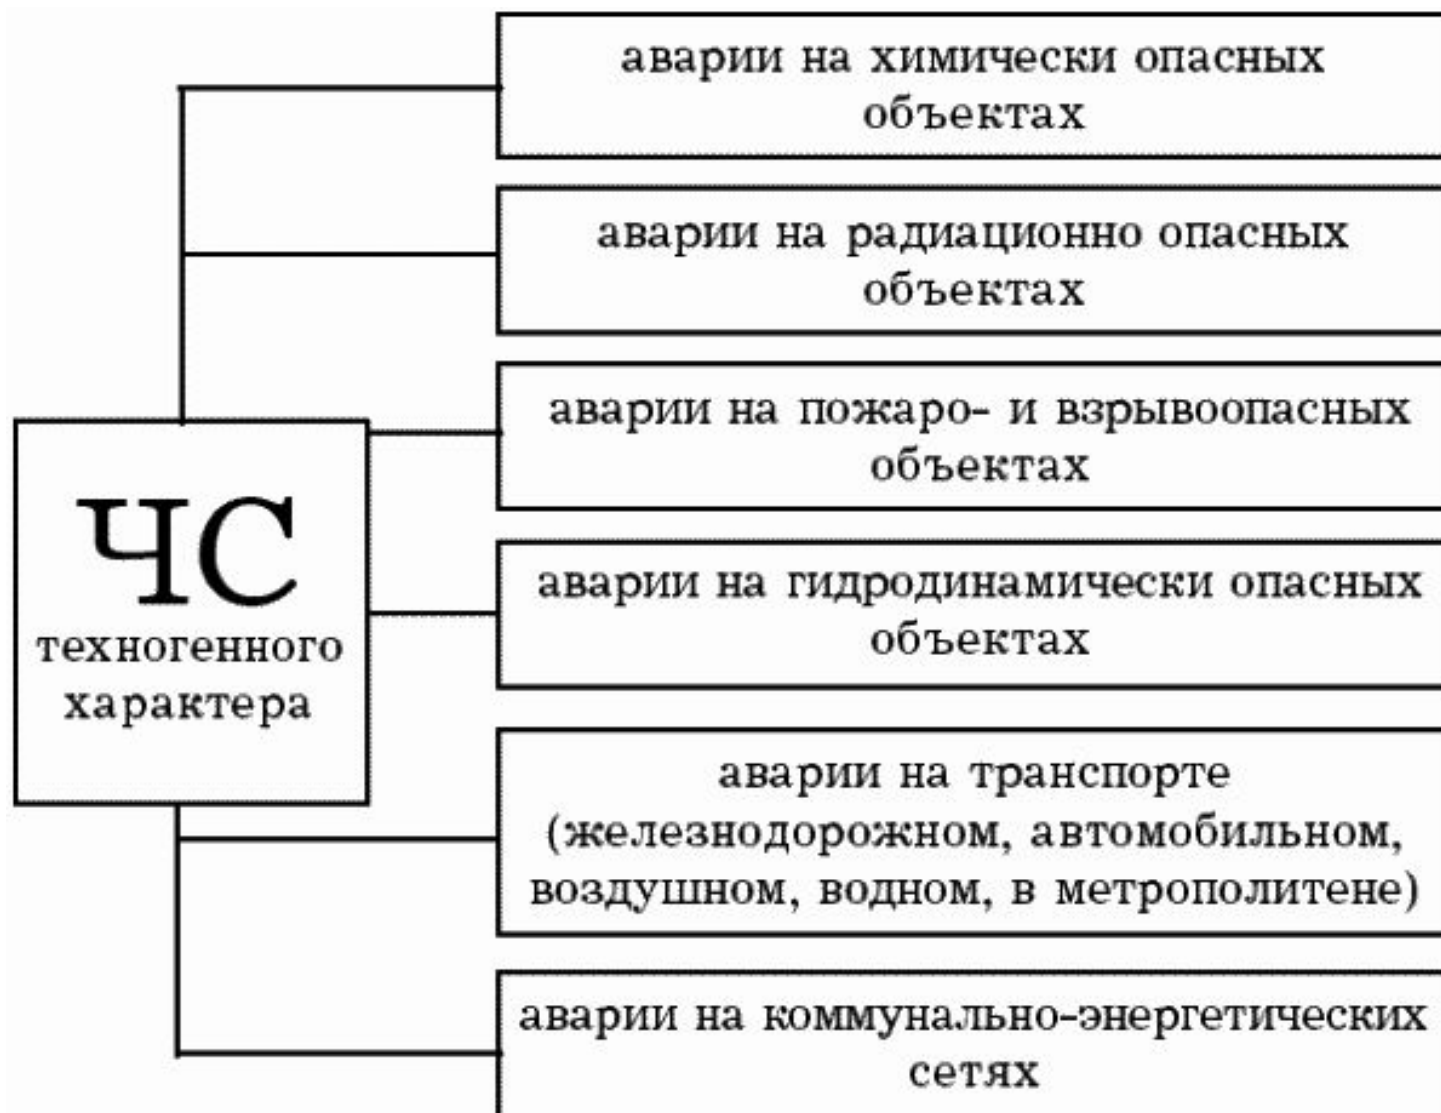 аварии на химически опасных
объектах
аварии на радиационно опасных
объектах
аварии на пожаро- и взрывоопасных
объектах
ЧС
техногенного
характера
аварии на гидродинамически опасных
объектах
аварии на транспорте
(железнодорожном, автомобильном,
воздушном, водном, в метрополитене)
аварии на коммунально-энергетических
сетях